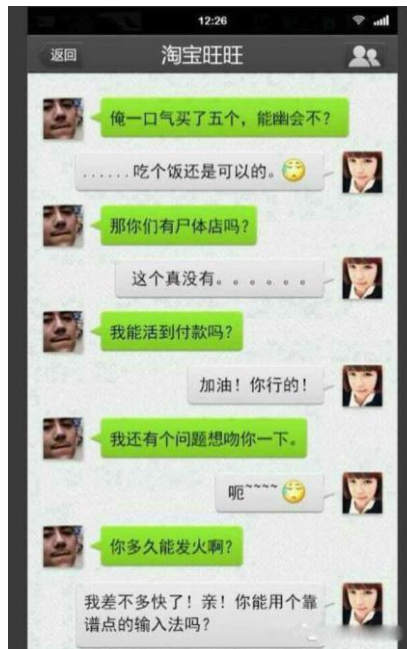 12:26
返回
淘宝旺旺
俺一口气买了五个，能幽会不？
......吃个饭还是可以的。
那你们有尸体店吗？
这个真没有。。。。。。
我能活到付款吗？
加油！你行的！
我还有个问题想吻你一下。
呃~~~~
你多久能发火啊？
我差不多快了！亲！你能用个靠
谱点的输入法吗？